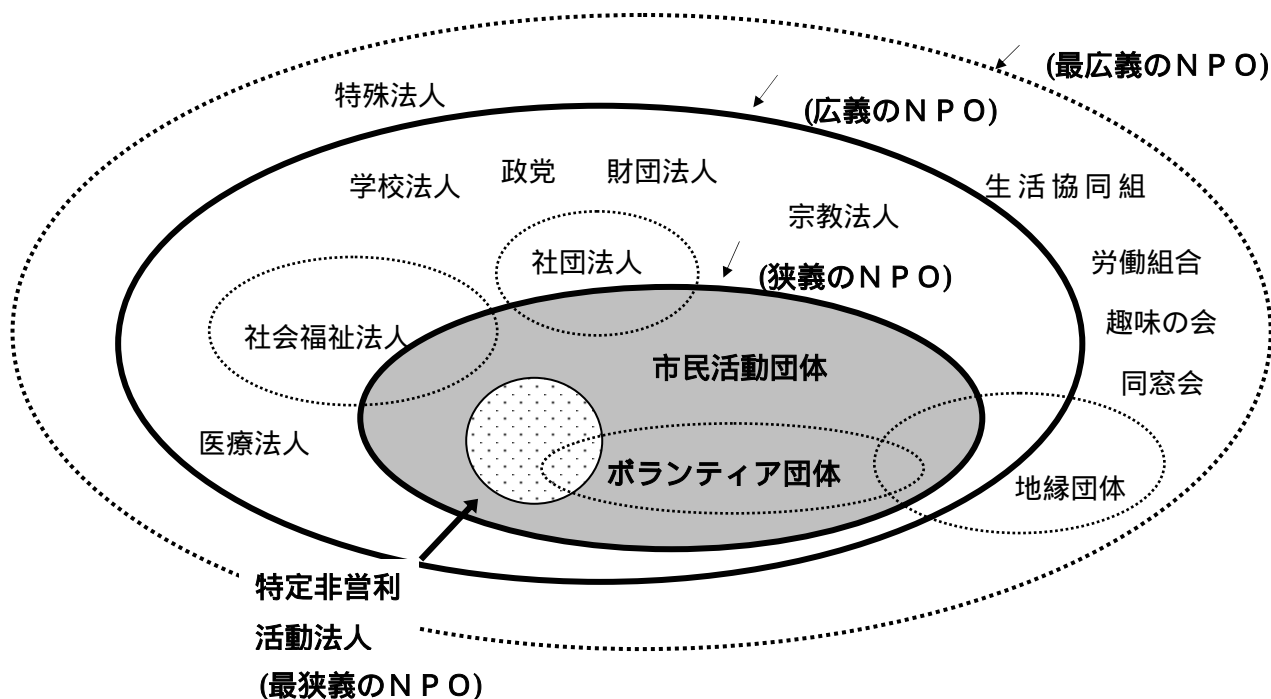 (最広義のＮＰＯ)
特殊法人
(広義のＮＰＯ)
学校法人
政党
財団法人
生活協同組
宗教法人
社団法人
(狭義のＮＰＯ)
労働組合
社会福祉法人
趣味の会
市民活動団体
同窓会
医療法人
ボランティア団体
地縁団体
特定非営利
活動法人
(最狭義のＮＰＯ)